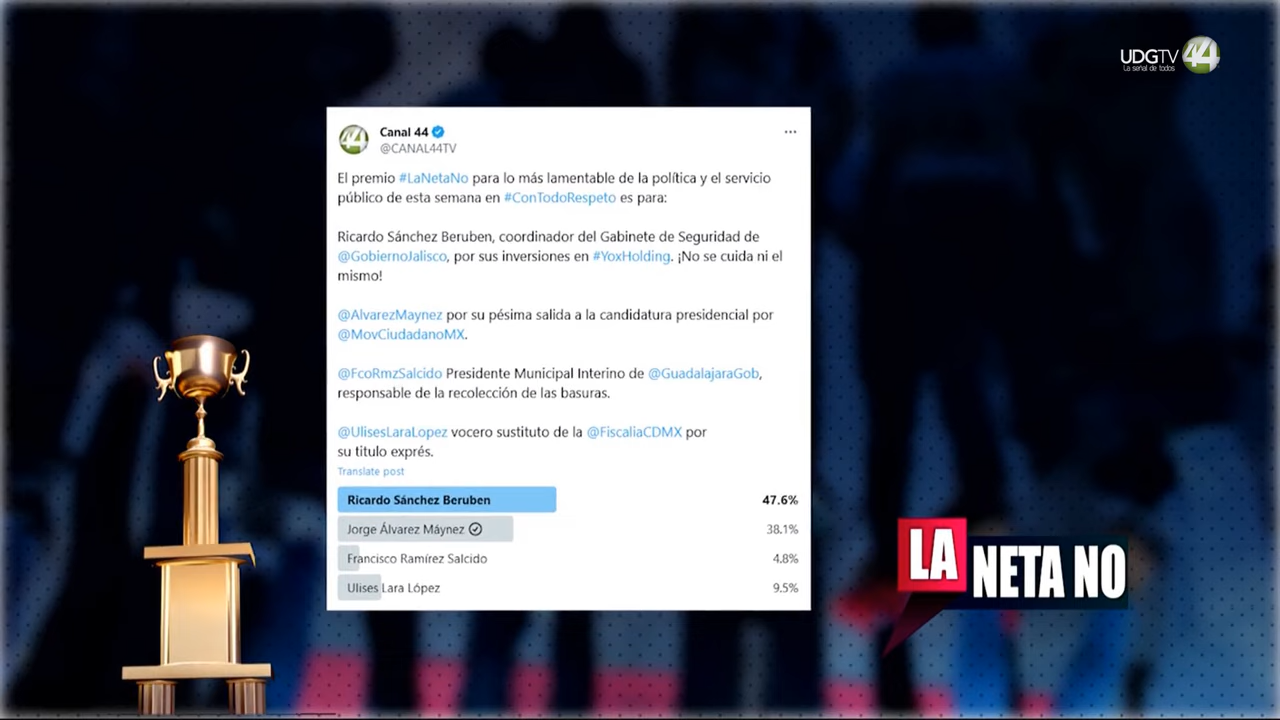 UDGTV 44
La señal de todos
Canal 44
@CANAL44TV
El premio #LaNetaNo para lo más lamentable de la política y el servicio
público de esta semana en #ConTodoRespeto es para:
Ricardo Sánchez Beruben, coordinador del Gabinete de Seguridad de
@GobiernoJalisco, por sus inversiones en #YoxHolding. ¡No se cuida ni el
mismo!
@AlvarezMaynez por su pésima salida a la candidatura presidencial por
@MovCiudadanoMX.
@FcoRmzSalcido Presidente Municipal Interino de @GuadalajaraGob,
responsable de la recolección de las basuras.
@UlisesLaraLopez vocero sustituto de la @FiscaliaCDMX por
su titulo exprés.
Translate post
Ricardo Sánchez Beruben 47.6%
Jorge Álvarez Máynez 38.1%
Francisco Ramírez Salcido 4.8%
Ulises Lara López 9.5%
LA NETA NO